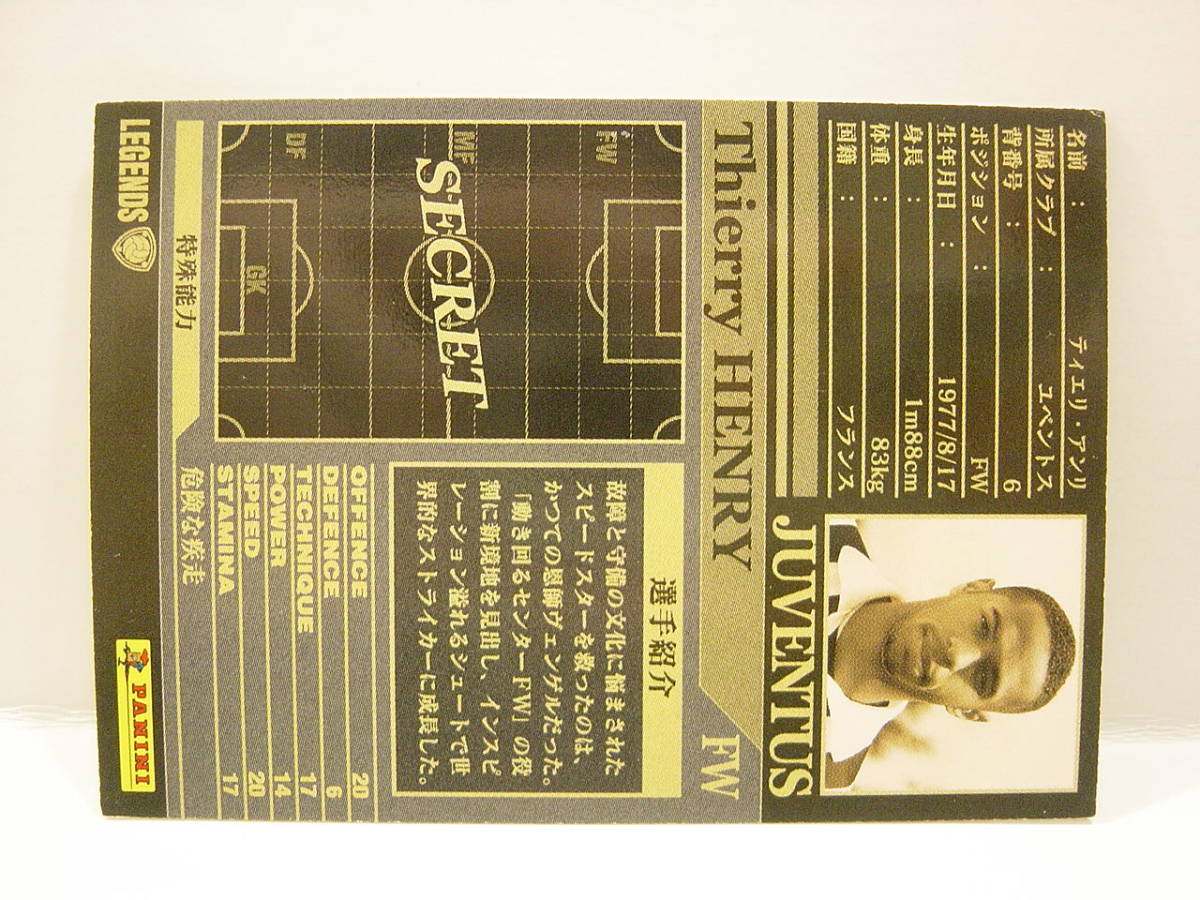 名前 : ティエリ・アンリ
所属クラブ : ユベントス
背番号 : 6
ポジション : FW
生年月日 : 1977/8/17
身長 : 1m88cm
体重 : 83kg
国籍 : フランス
JUVENTUS
Thierry HENRY FW
FW
MF
DF
GK
SECRET
選手紹介
故障と守備の文化に悩まされた
スピードスターを救ったのは、
かつての恩師ヴェンゲルだった。
「動き回るセンターFW」の役
割に新境地を見出し、インスピ
レーション溢れるシュートで世
界的なストライカーに成長した。
OFFENCE 20
DEFENCE 6
TECHNIQUE 17
POWER 14
SPEED 20
STAMINA 17
特殊能力
危険な疾走
LEGENDS
PANINI